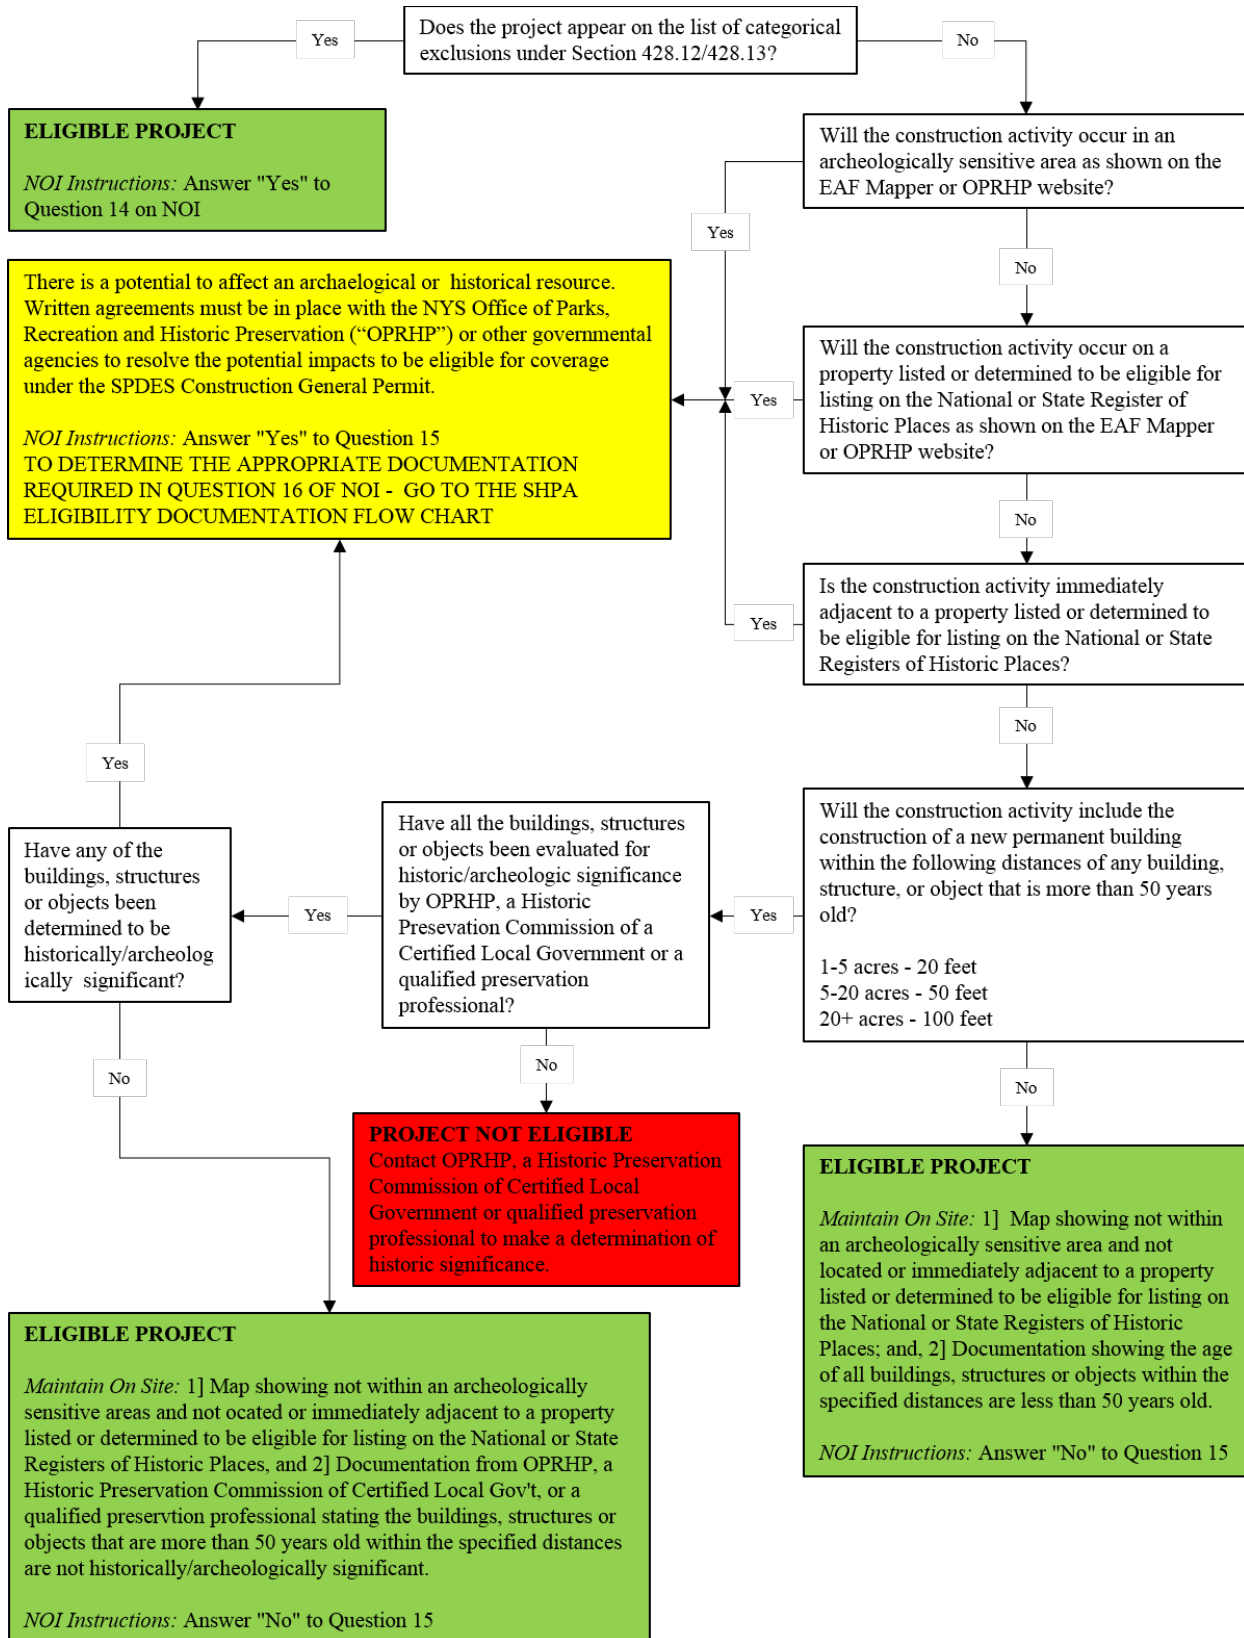 Does the project appear on the list of categorical
exclusions under Section 428.12/428.13?
Yes
No
ELIGIBLE PROJECT
NOI Instructions: Answer "Yes" to
Question 14 on NOI
Will the construction activity occur in an
archeologically sensitive area as shown on the
EAF Mapper or OPRHP website?
Yes
No
There is a potential to affect an archaelogical or historical resource.
Written agreements must be in place with the NYS Office of Parks,
Recreation and Historic Preservation (“OPRHP”) or other governmental
agencies to resolve the potential impacts to be eligible for coverage
under the SPDES Construction General Permit.
NOI Instructions: Answer "Yes" to Question 15
TO DETERMINE THE APPROPRIATE DOCUMENTATION
REQUIRED IN QUESTION 16 OF NOI - GO TO THE SHPA
ELIGIBILITY DOCUMENTATION FLOW CHART
Will the construction activity occur on a
property listed or determined to be eligible for
listing on the National or State Register of
Historic Places as shown on the EAF Mapper
or OPRHP website?
Yes
No
Is the construction activity immediately
adjacent to a property listed or determined to
be eligible for listing on the National or State
Registers of Historic Places?
Yes
No
Will the construction activity include the
construction of a new permanent building
within the following distances of any building,
structure, or object that is more than 50 years
old?
1-5 acres - 20 feet
5-20 acres - 50 feet
20+ acres - 100 feet
Yes
No
Have all the buildings, structures
or objects been evaluated for
historic/archeologic significance
by OPRHP, a Historic
Presevation Commission of a
Certified Local Government or a
qualified preservation
professional?
Yes
No
Have any of the
buildings, structures
or objects been
determined to be
historically/archeolog
ically significant?
Yes
No
PROJECT NOT ELIGIBLE
Contact OPRHP, a Historic Preservation
Commission of Certified Local
Government or qualified preservation
professional to make a determination of
historic significance.
ELIGIBLE PROJECT
Maintain On Site: 1] Map showing not within
an archeologically sensitive area and not
located or immediately adjacent to a property
listed or determined to be eligible for listing on
the National or State Registers of Historic
Places; and, 2] Documentation showing the age
of all buildings, structures or objects within the
specified distances are less than 50 years old.
NOI Instructions: Answer "No" to Question 15
ELIGIBLE PROJECT
Maintain On Site: 1] Map showing not within an archeologically
sensitive areas and not ocated or immediately adjacent to a property
listed or determined to be eligible for listing on the National or State
Registers of Historic Places, and 2] Documentation from OPRHP, a
Historic Preservation Commission of Certified Local Gov't, or a
qualified preservtion professional stating the buildings, structures or
objects that are more than 50 years old within the specified distances
are not historically/archeologically significant.
NOI Instructions: Answer "No" to Question 15